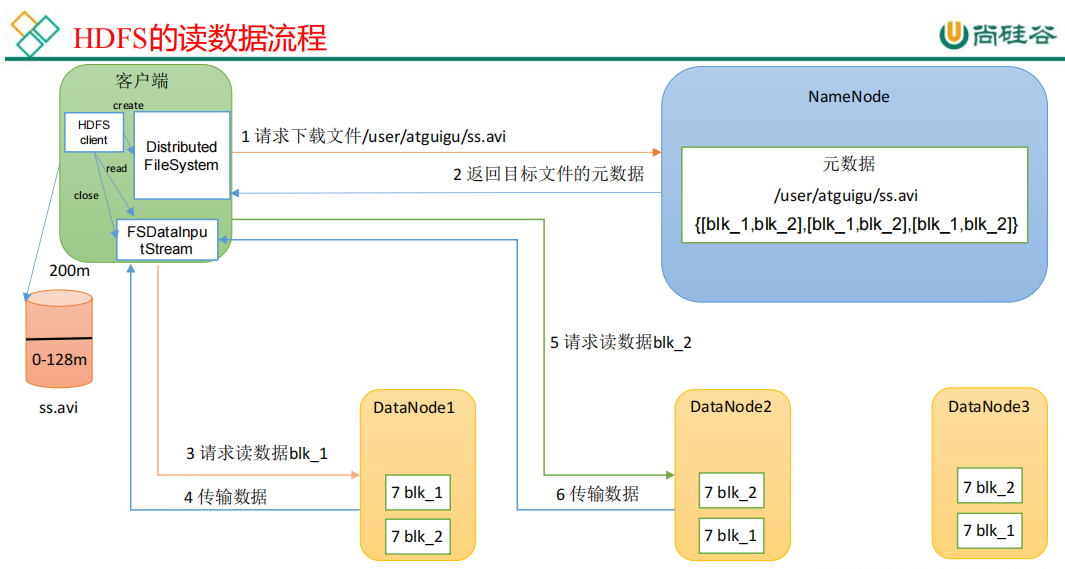 HDFS的读数据流程
尚硅谷
客户端
create
HDFS
client
Distributed
FileSystem
read
close
FSDataInpu
tStream
1 请求下载文件/user/atguigu/ss.avi
2 返回目标文件的元数据
NameNode
元数据
/user/atguigu/ss.avi
{[blk_1,blk_2],[blk_1,blk_2],[blk_1,blk_2]}
200m
0-128m
ss.avi
5 请求读数据blk_2
3 请求读数据blk_1
4 传输数据
6 传输数据
DataNode1
7 blk_1
7 blk_2
DataNode2
7 blk_2
7 blk_1
DataNode3
7 blk_2
7 blk_1